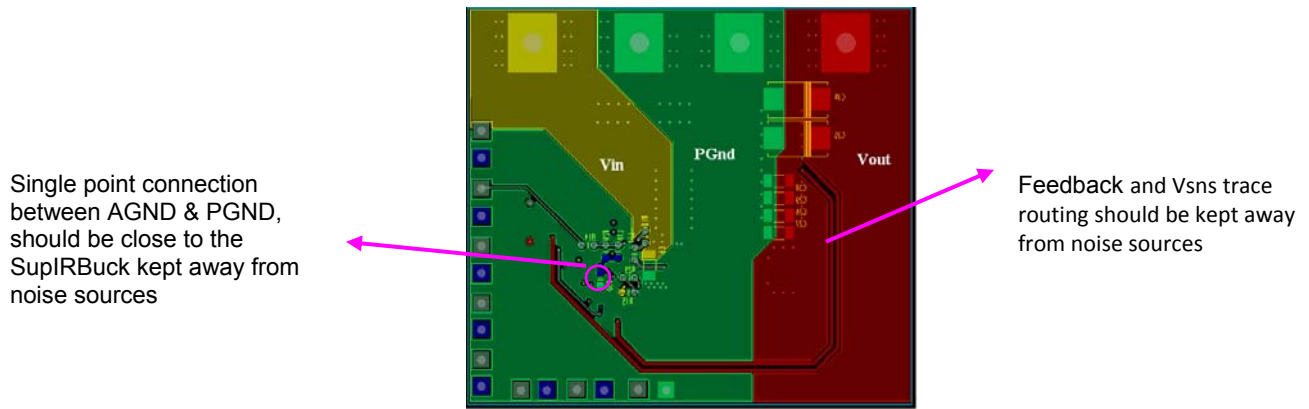 Single point connection
between AGND & PGND,
should be close to the
SupIRBuck kept away from
noise sources
Vin
PGnd
Vout
Feedback and Vsns trace
routing should be kept away
from noise sources